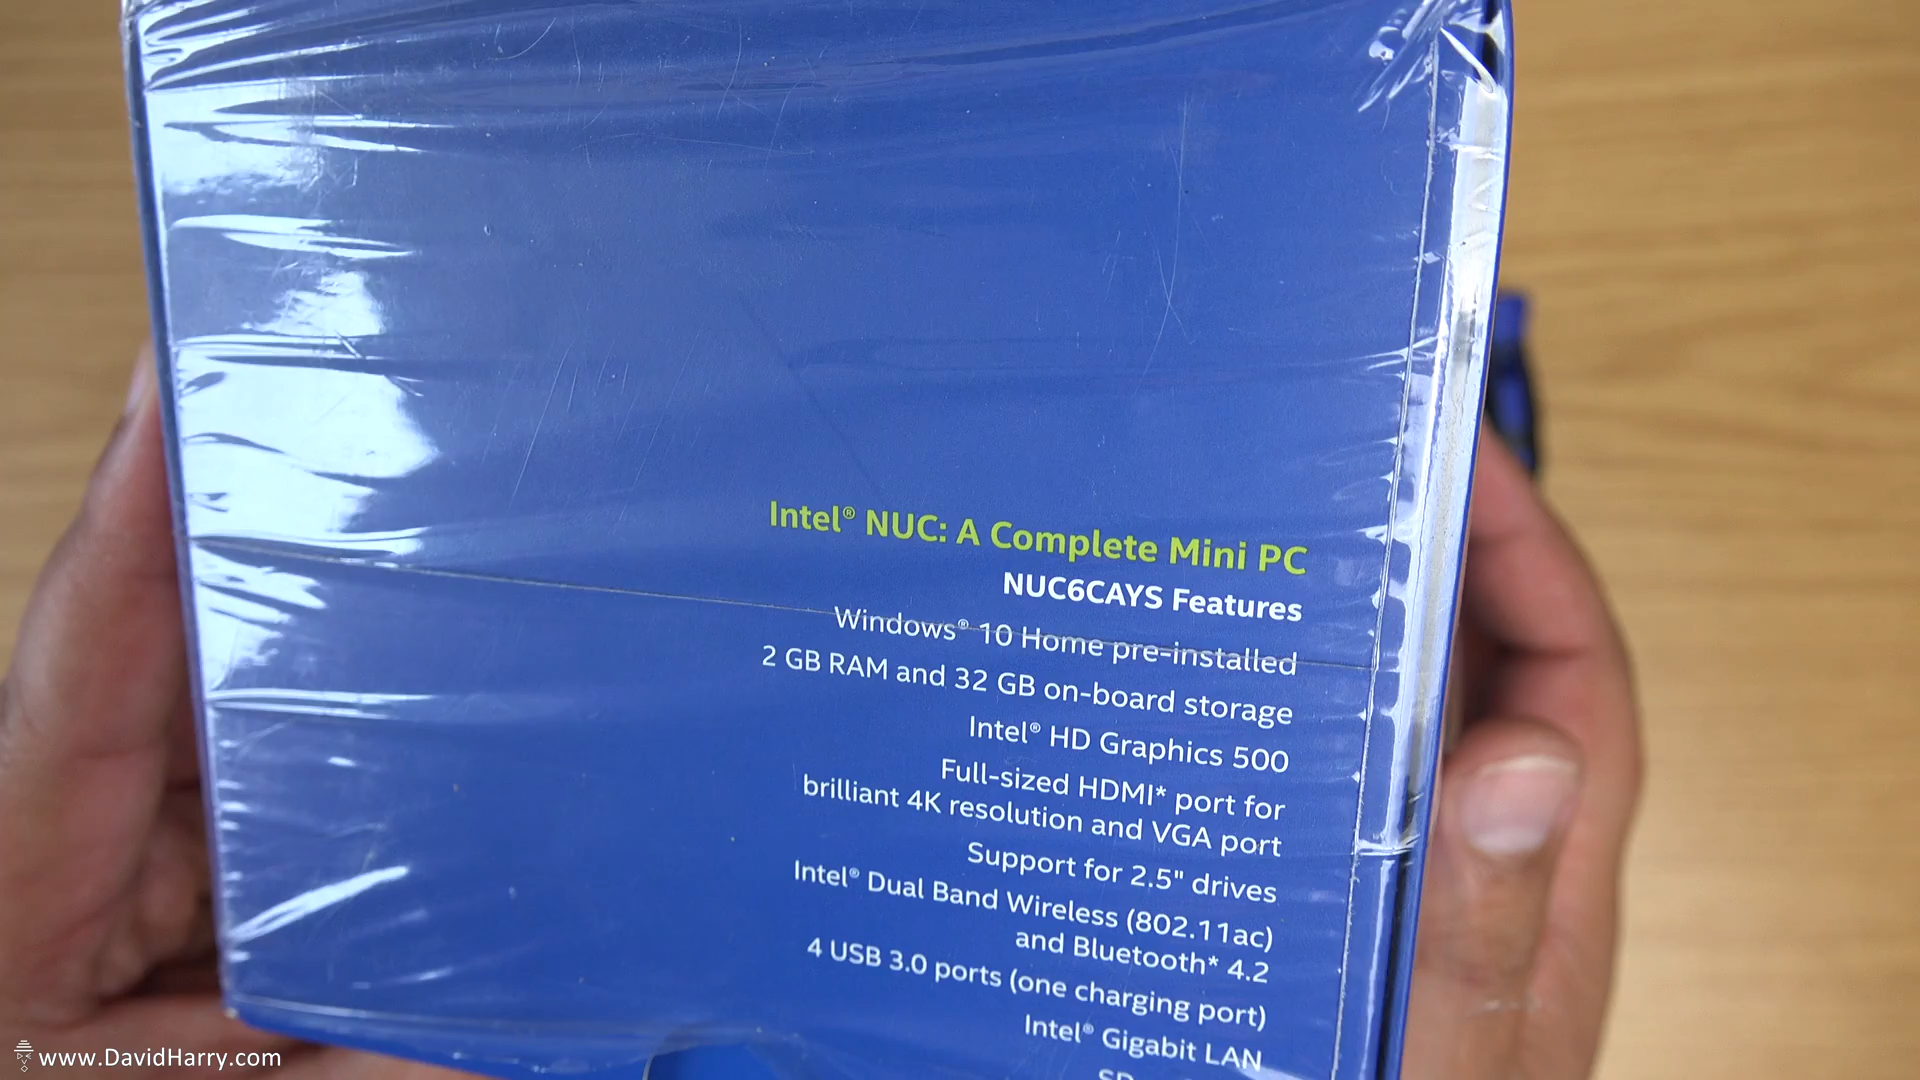 Intel® NUC: A Complete Mini PC
NUC6CAYS Features
Windows® 10 Home pre-installed
2 GB RAM and 32 GB on-board storage
Intel® HD Graphics 500
Full-sized HDMI* port for
brilliant 4K resolution and VGA port
Support for 2.5" drives
Intel® Dual Band Wireless (802.11ac)
and Bluetooth* 4.2
4 USB 3.0 ports (one charging port)
Intel® Gigabit LAN
www.DavidHarry.com